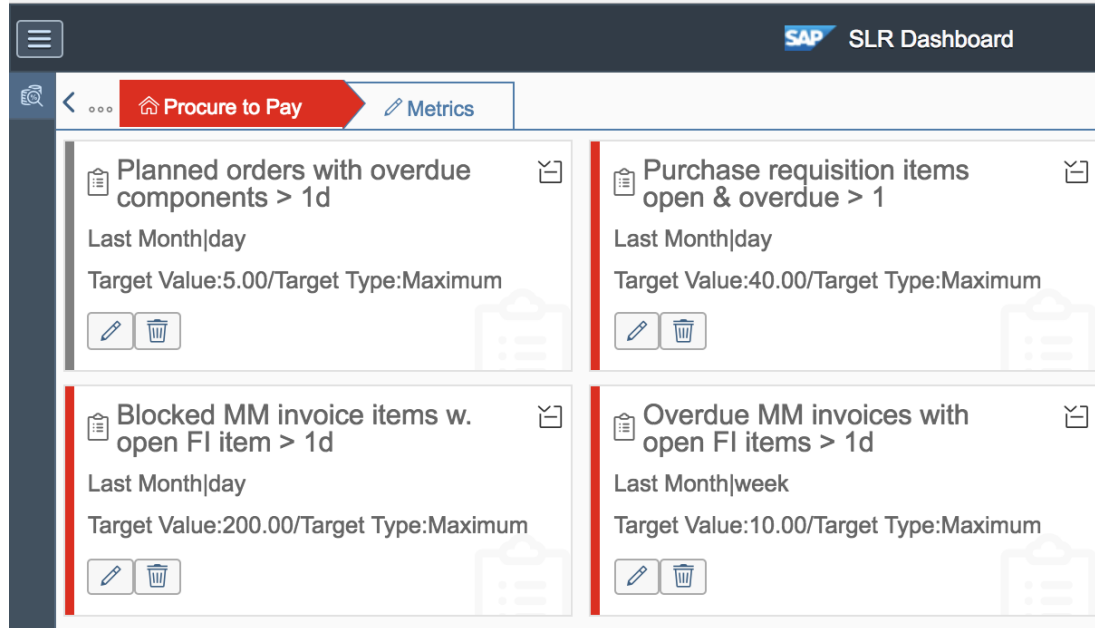 SAP SLR Dashboard
Procure to Pay
Metrics
Planned orders with overdue
components > 1d
Last Month|day
Target Value:5.00/Target Type:Maximum
Purchase requisition items
open & overdue > 1
Last Month|day
Target Value:40.00/Target Type:Maximum
Blocked MM invoice items w.
open FI item > 1d
Last Month|day
Target Value:200.00/Target Type:Maximum
Overdue MM invoices with
open FI items > 1d
Last Month|week
Target Value:10.00/Target Type:Maximum